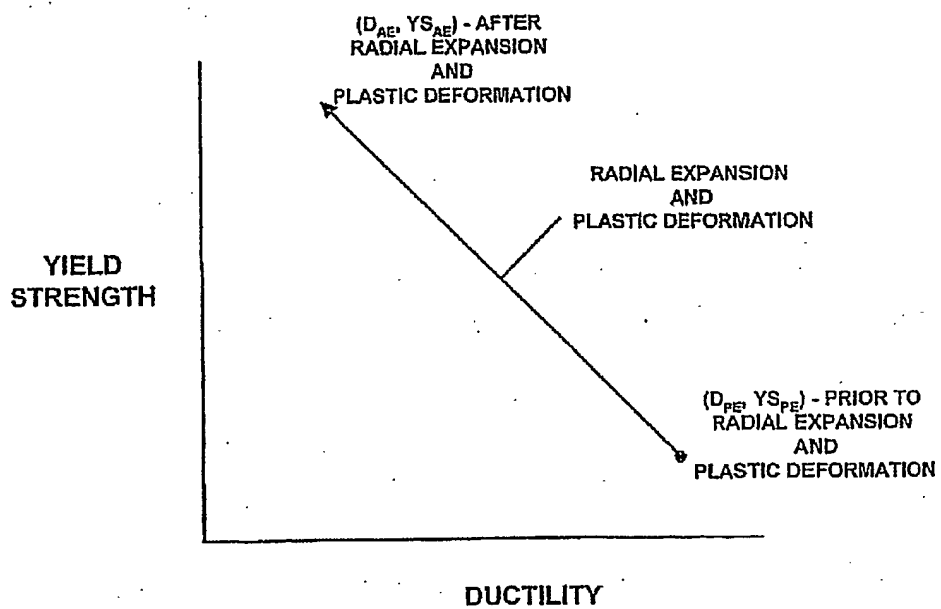 (D_AE, YS_AE) - AFTER
RADIAL EXPANSION
AND
PLASTIC DEFORMATION
RADIAL EXPANSION
AND
PLASTIC DEFORMATION
YIELD
STRENGTH
(D_PE, YS_PE) - PRIOR TO
RADIAL EXPANSION
AND
PLASTIC DEFORMATION
DUCTILITY